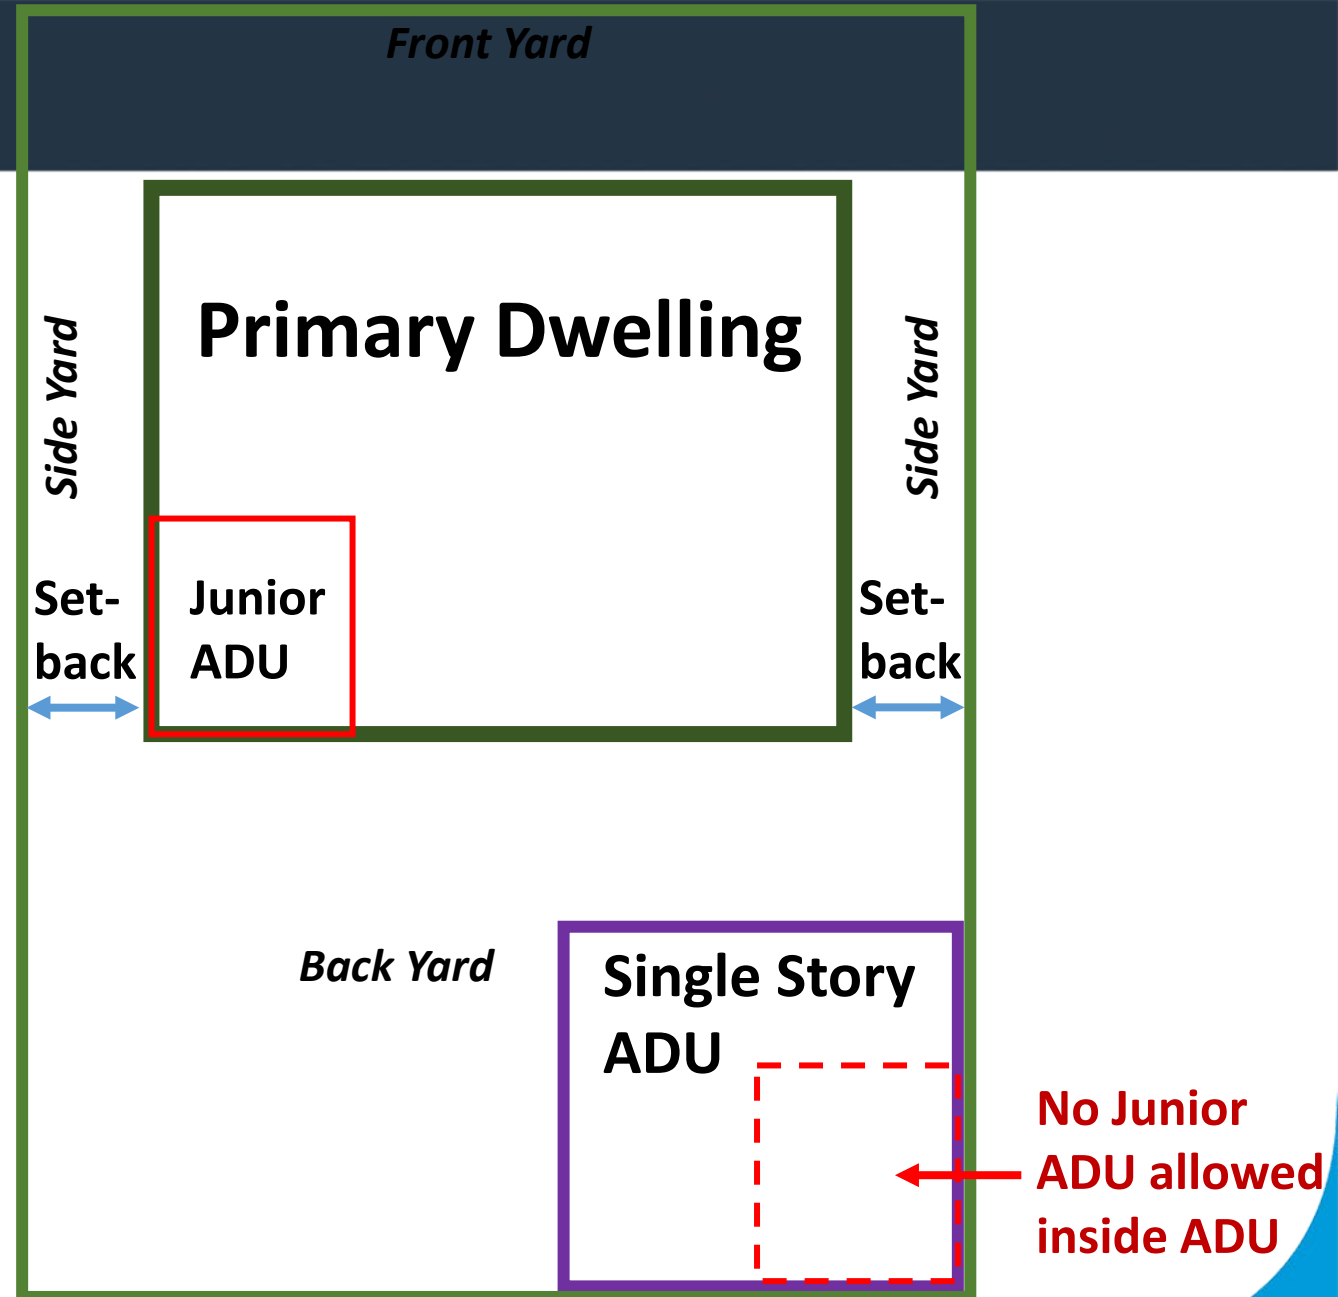 Front Yard
Primary Dwelling
Side Yard
Side Yard
Set-
back
Junior
ADU
Set-
back
Back Yard
Single Story
ADU
No Junior
ADU allowed
inside ADU